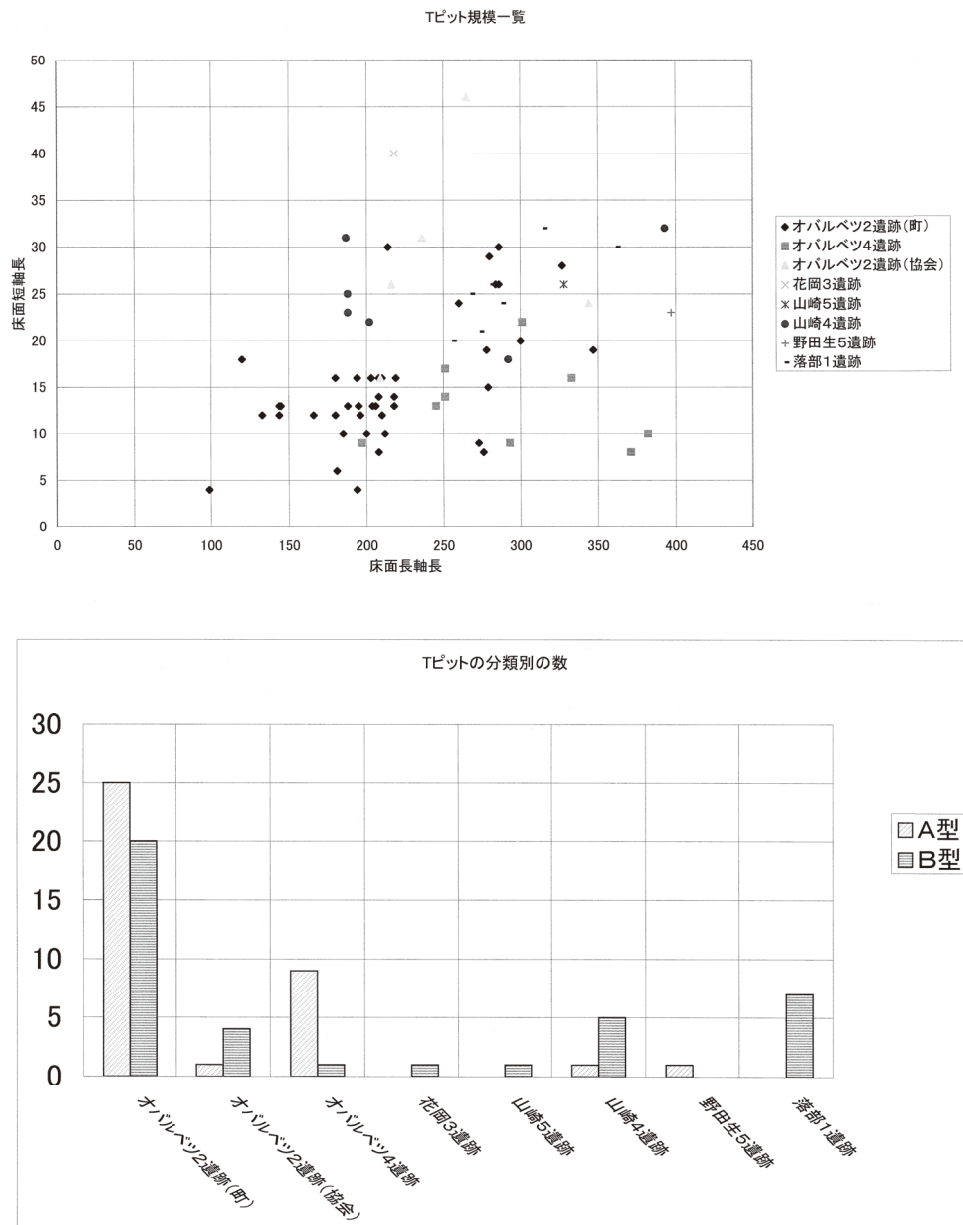 Tピット規模一覧
50
45
40
35
30
25
20
15
10
5
0
床面短軸長
0 50 100 150 200 250 300 350 400 450
床面長軸長
オバルベツ2遺跡(町)
オバルベツ4遺跡
オバルベツ2遺跡(協会)
花岡3遺跡
山崎5遺跡
山崎4遺跡
野田生5遺跡
落部1遺跡
Tピットの分類別の数
30
25
20
15
10
5
0
A型
B型
オバルベツ2遺跡(町)
オバルベツ2遺跡(協会)
オバルベツ4遺跡
花岡3遺跡
山崎5遺跡
山崎4遺跡
野田生5遺跡
落部1遺跡